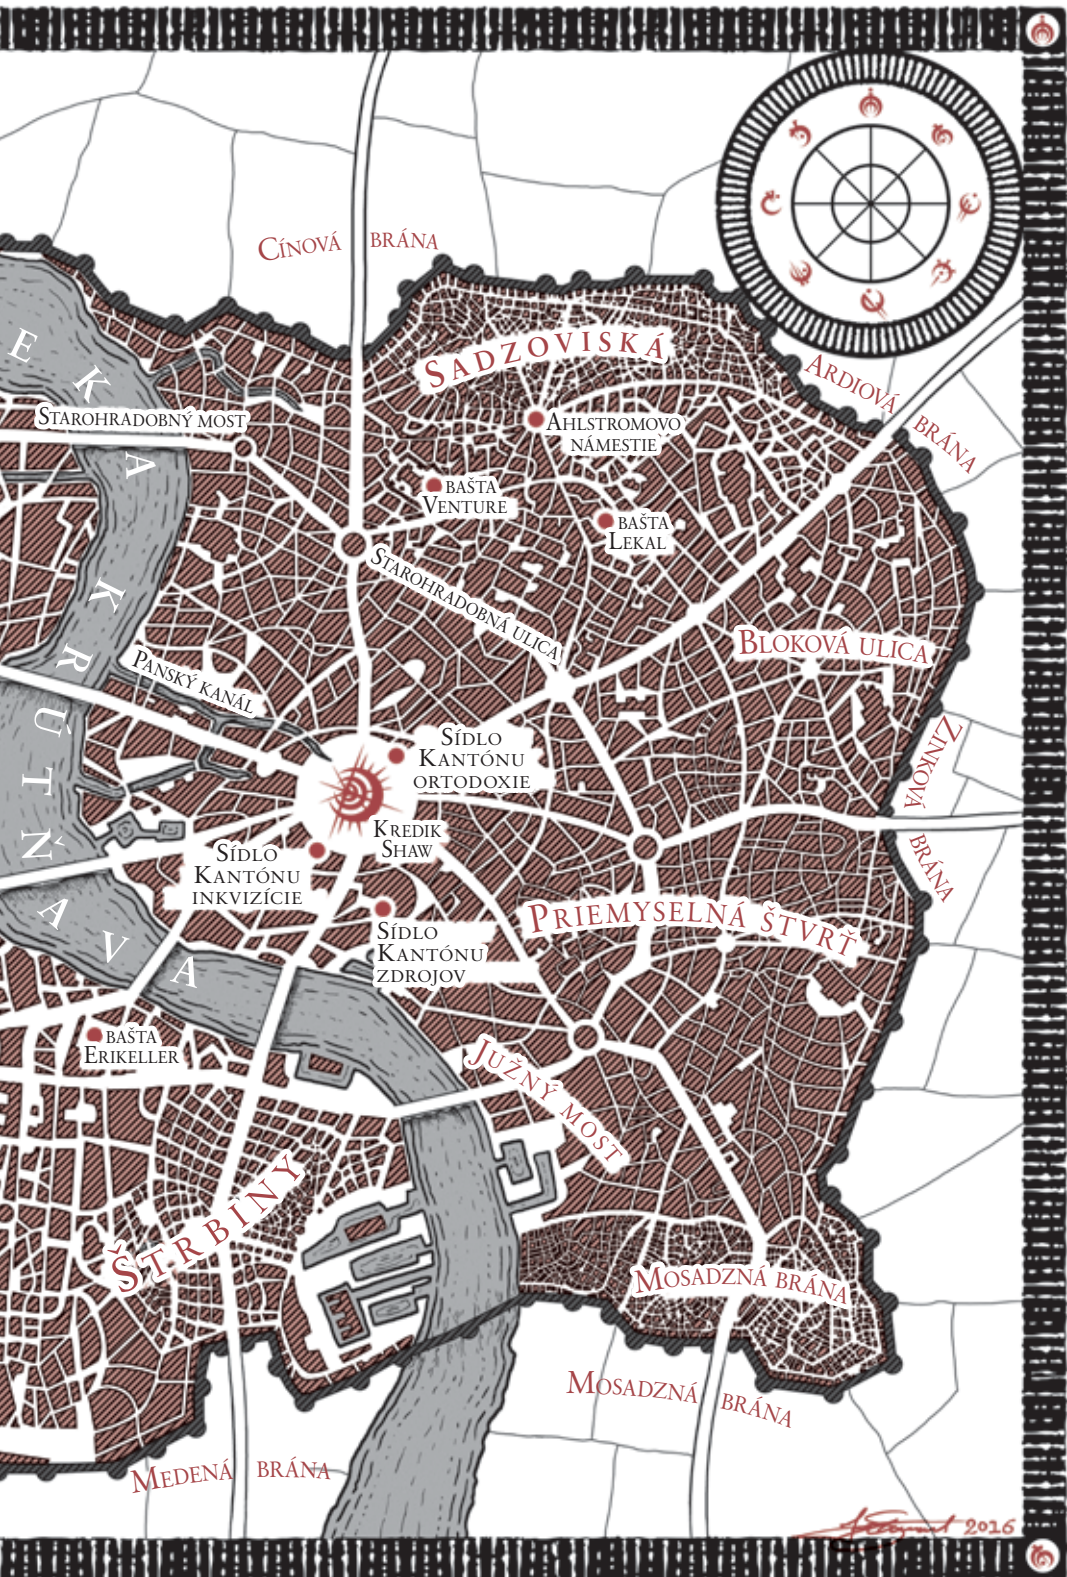 Cínová brána
Sadzoviská
Ardiová brána
Starohradobný most
Ahlstromovo
námestie
bašta
Venture
bašta
Lekal
Starohradobná ulica
Bloková ulica
Panský kanál
Zinková brána
Sídlo
Kantónu
ortodoxie
Kredik
Shaw
Sídlo
Kantónu
inkvizície
Sídlo
Kantónu
zdrojov
Priemyselná štvrť
EKA KRÚTŇAVA
bašta
Erikeller
Južný most
Štrbiny
Mosadzná brána
Mosadzná brána
Medená brána
2016